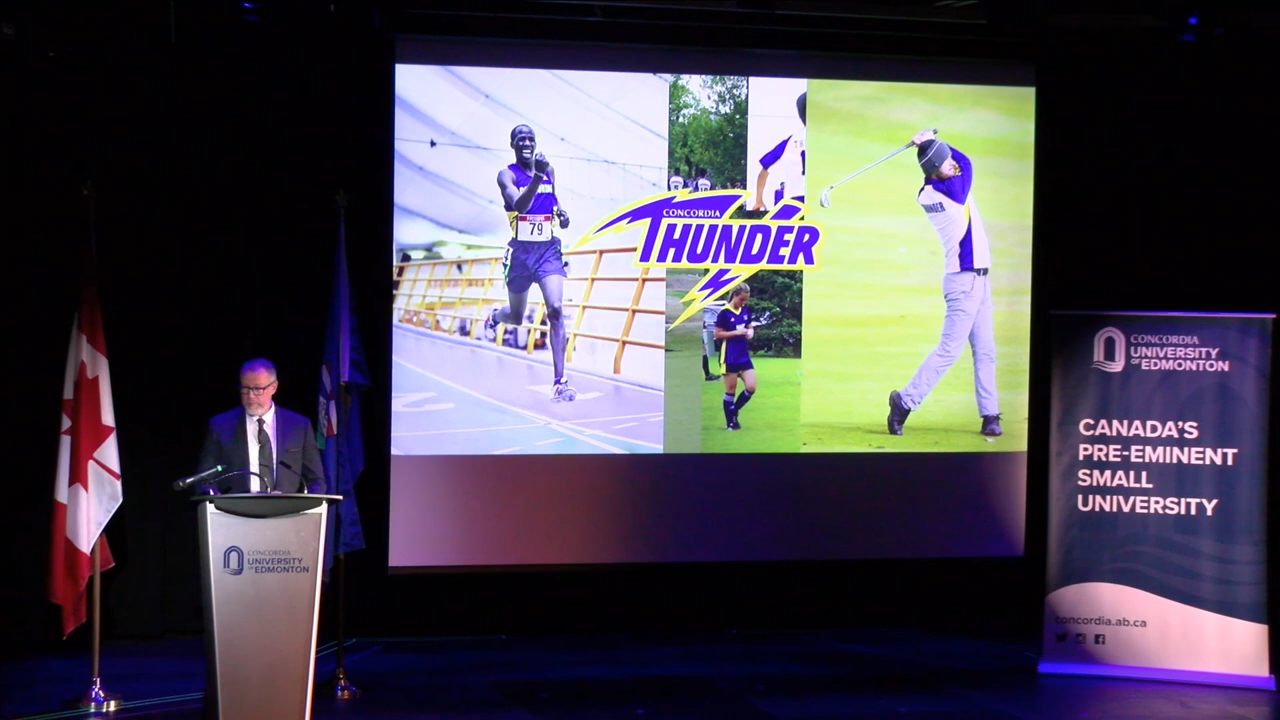 79
CONCORDIA
THUNDER
CONCORDIA
UNIVERSITY
OF EDMONTON
CONCORDIA
UNIVERSITY
OF EDMONTON
CANADA'S
PRE-EMINENT
SMALL
UNIVERSITY
concordia.ab.ca